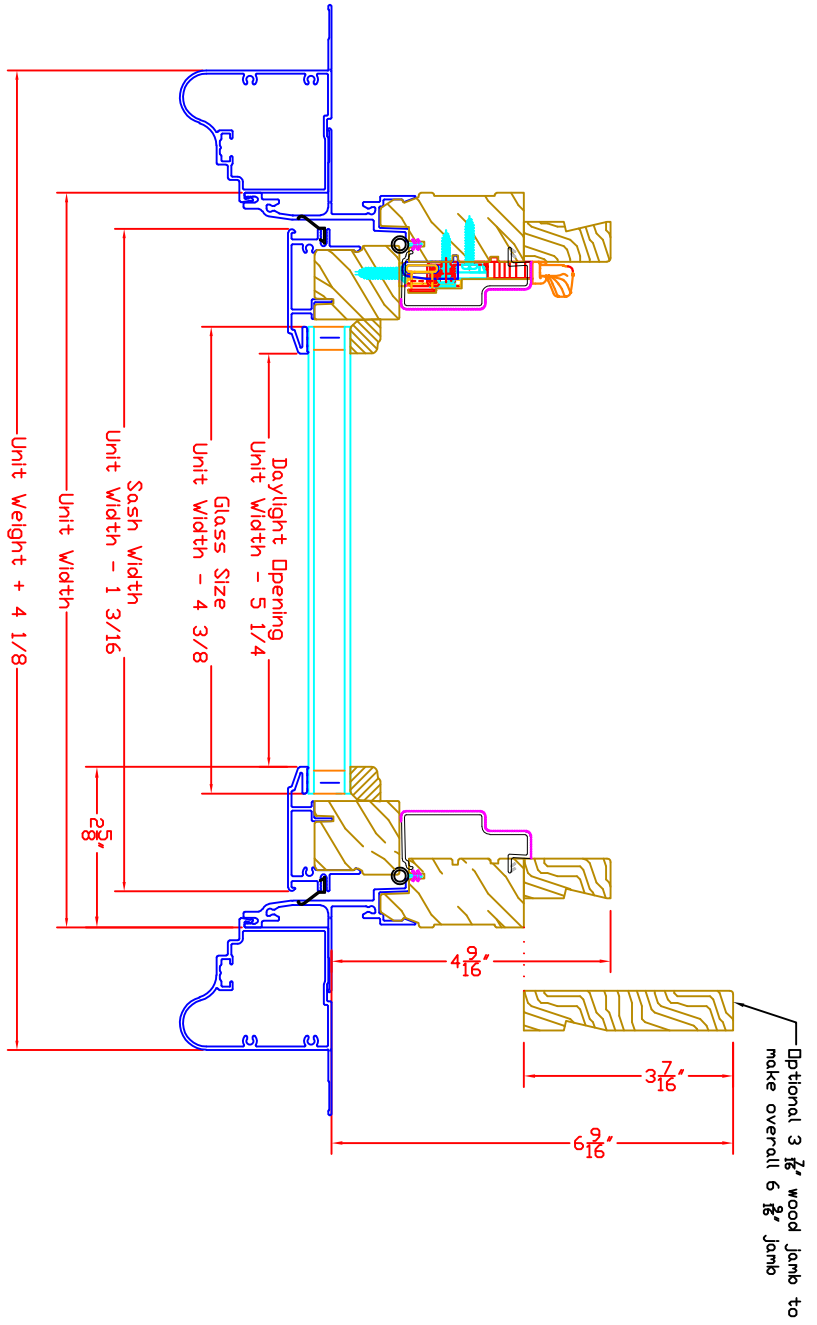 Optional 3 7/16" wood jamb to
make overall 6 9/16" jamb
6 9/16"
3 7/16"
4 9/16"
2 5/8"
Daylight Opening
Unit Width - 5 1/4
Glass Size
Unit Width - 4 3/8
Sash Width
Unit Width - 1 3/16
Unit Width
Unit Weight + 4 1/8